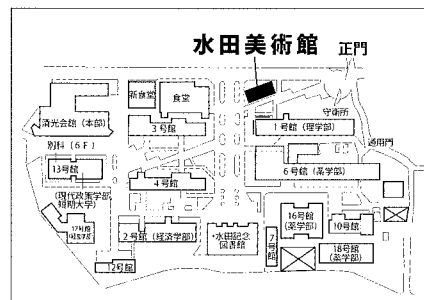 水田美術館
正門
新食堂
食堂
守衛所
清光会館(本部)
3号館
1号館(理学部)
別科(6F)
通用門
13号館
4号館
6号館(薬学部)
(現代政策学部
短期大学)
16号館
(薬学部)
10号館
17号館
2号館(経済学部)
水田記念
図書館
7号館
18号館
(薬学部)
12号館